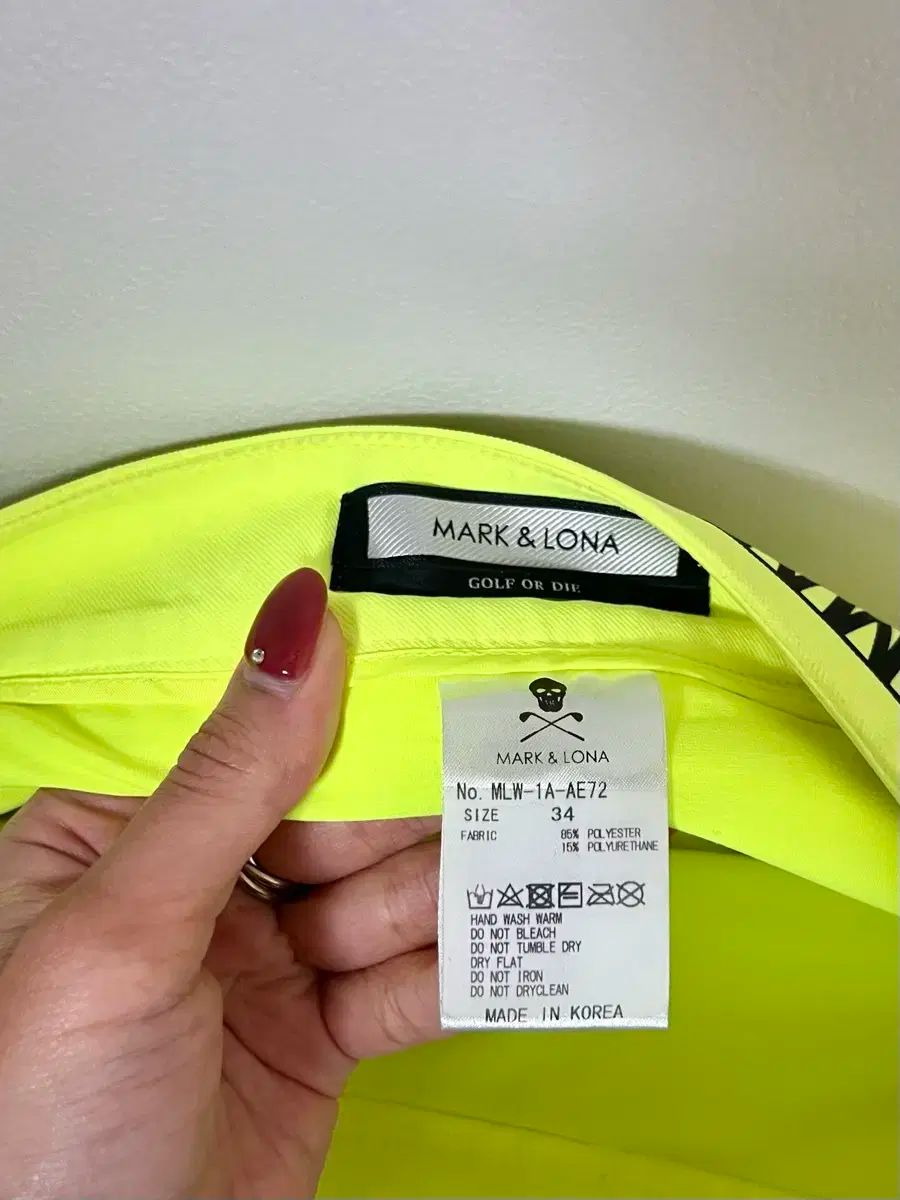 MARK & LONA
GOLF OR DIE
MARK & LONA
No. MLW-1A-AE72
SIZE 34
FABRIC 85% POLYESTER
15% POLYURETHANE
HAND WASH WARM
DO NOT BLEACH
DO NOT TUMBLE DRY
DRY FLAT
DO NOT IRON
DO NOT DRYCLEAN
MADE IN KOREA